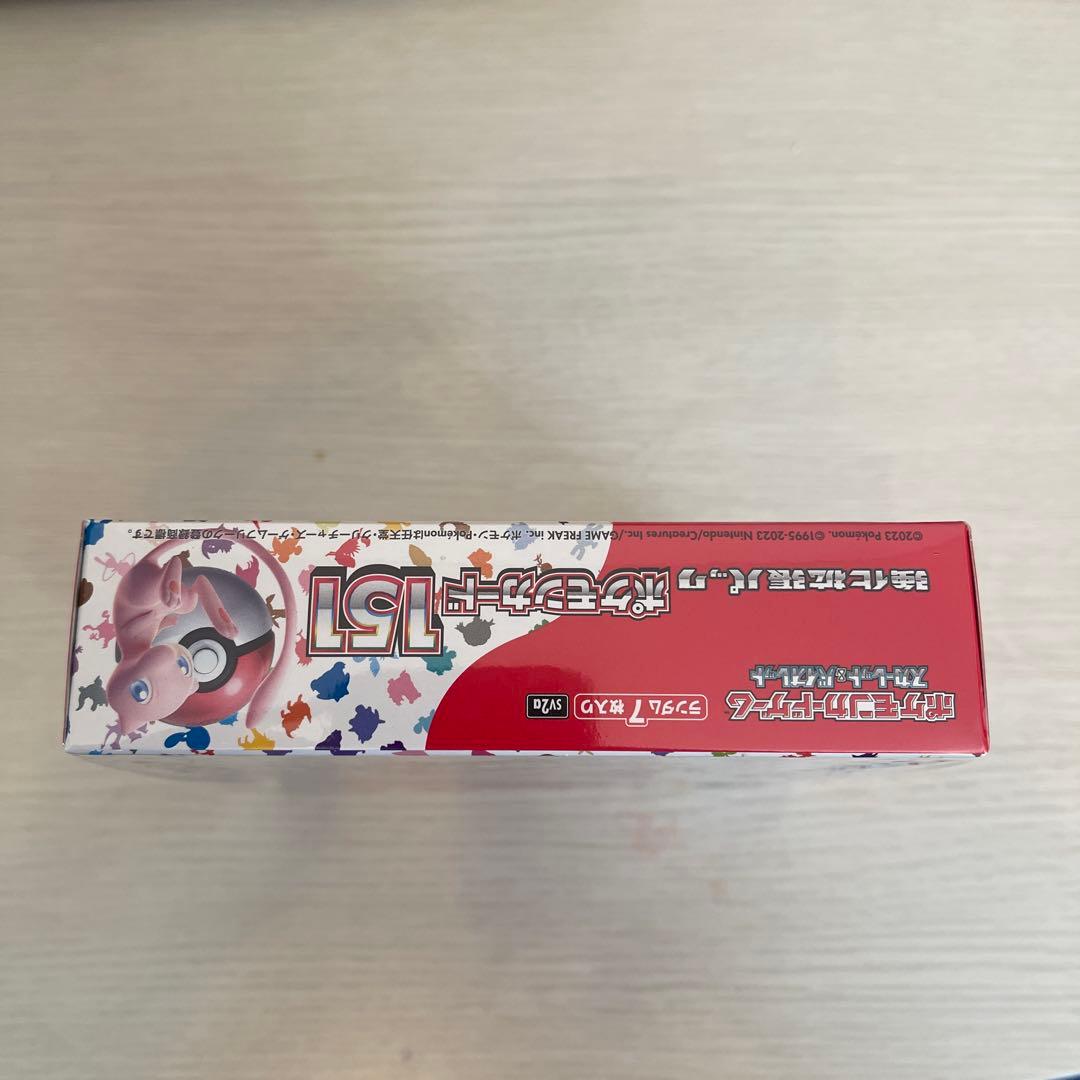 ポケモンカードゲーム
スカーレット&バイオレット
ランダム7枚入り
sv2a
強化拡張パック
ポケモンカード
151
©2023 Pokémon. ©1995-2023 Nintendo/Creatures Inc./GAME FREAK inc. ポケモン・Pokémonは任天堂・クリーチャーズ・ゲームフリークの登録商標です。